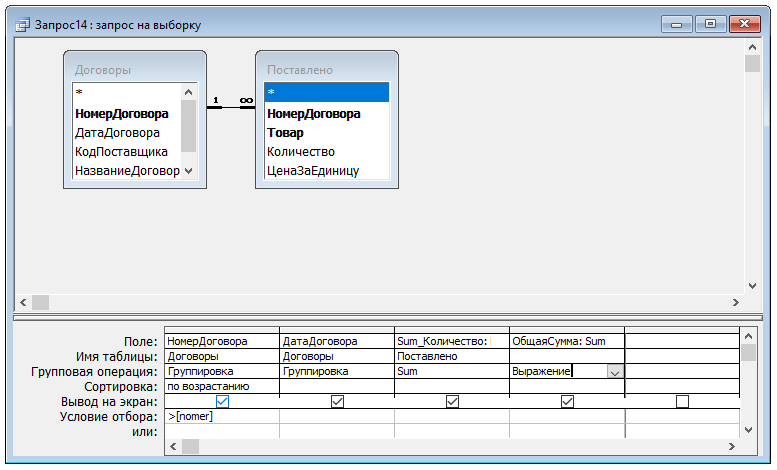 Запрос14 : запрос на выборку
Договоры
*
НомерДоговора
ДатаДоговора
КодПоставщика
НазваниеДоговор
1 ∞
Поставлено
*
НомерДоговора
Товар
Количество
ЦенаЗаЕдиницу
Поле: НомерДоговора ДатаДоговора Sum_Количество: ОбщаяСумма: Sum
Имя таблицы: Договоры Договоры Поставлено
Групповая операция: Группировка Группировка Sum Выражение
Сортировка: по возрастанию
Вывод на экран:
Условие отбора: >[nomer]
или: